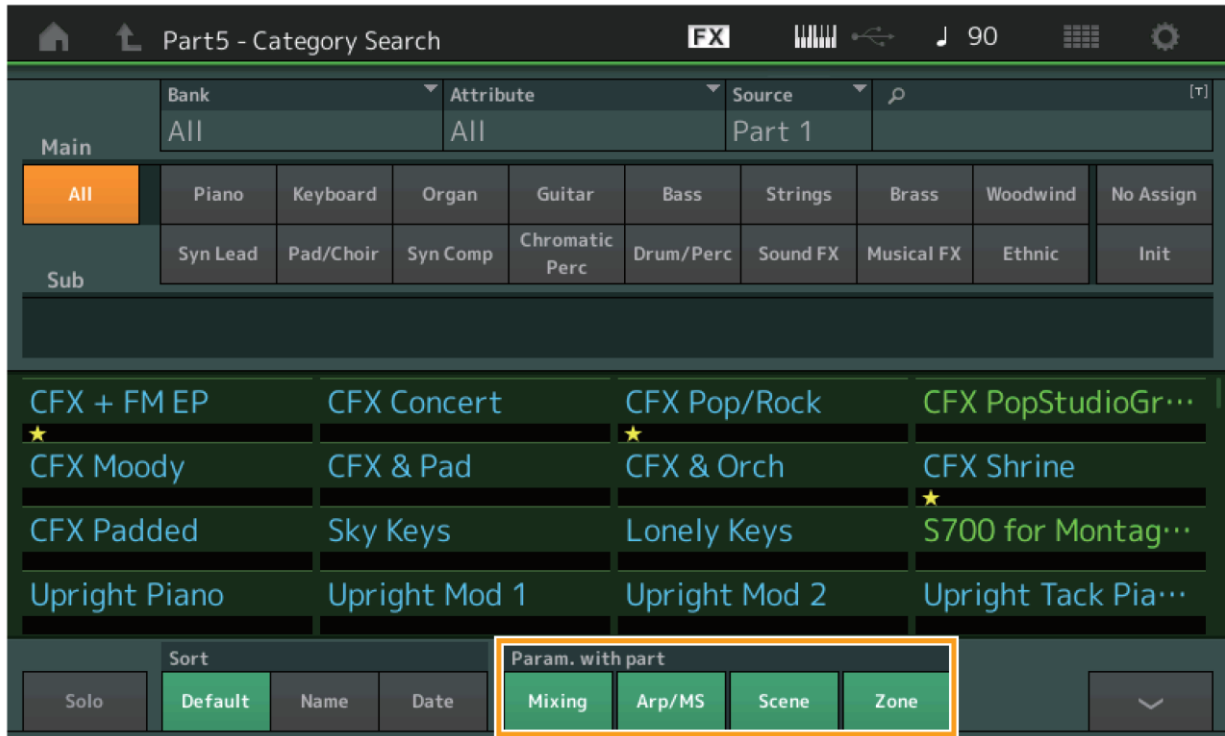 Part5 - Category Search FX 90
Bank Attribute Source [T]
All All Part 1
Main
All Piano Keyboard Organ Guitar Bass Strings Brass Woodwind No Assign
Syn Lead Pad/Choir Syn Comp Chromatic Perc Drum/Perc Sound FX Musical FX Ethnic Init
Sub
CFX + FM EP CFX Concert CFX Pop/Rock CFX PopStudioGr···
CFX Moody CFX & Pad CFX & Orch CFX Shrine
CFX Padded Sky Keys Lonely Keys S700 for Montag···
Upright Piano Upright Mod 1 Upright Mod 2 Upright Tack Pia···
Sort Param. with part
Solo Default Name Date Mixing Arp/MS Scene Zone